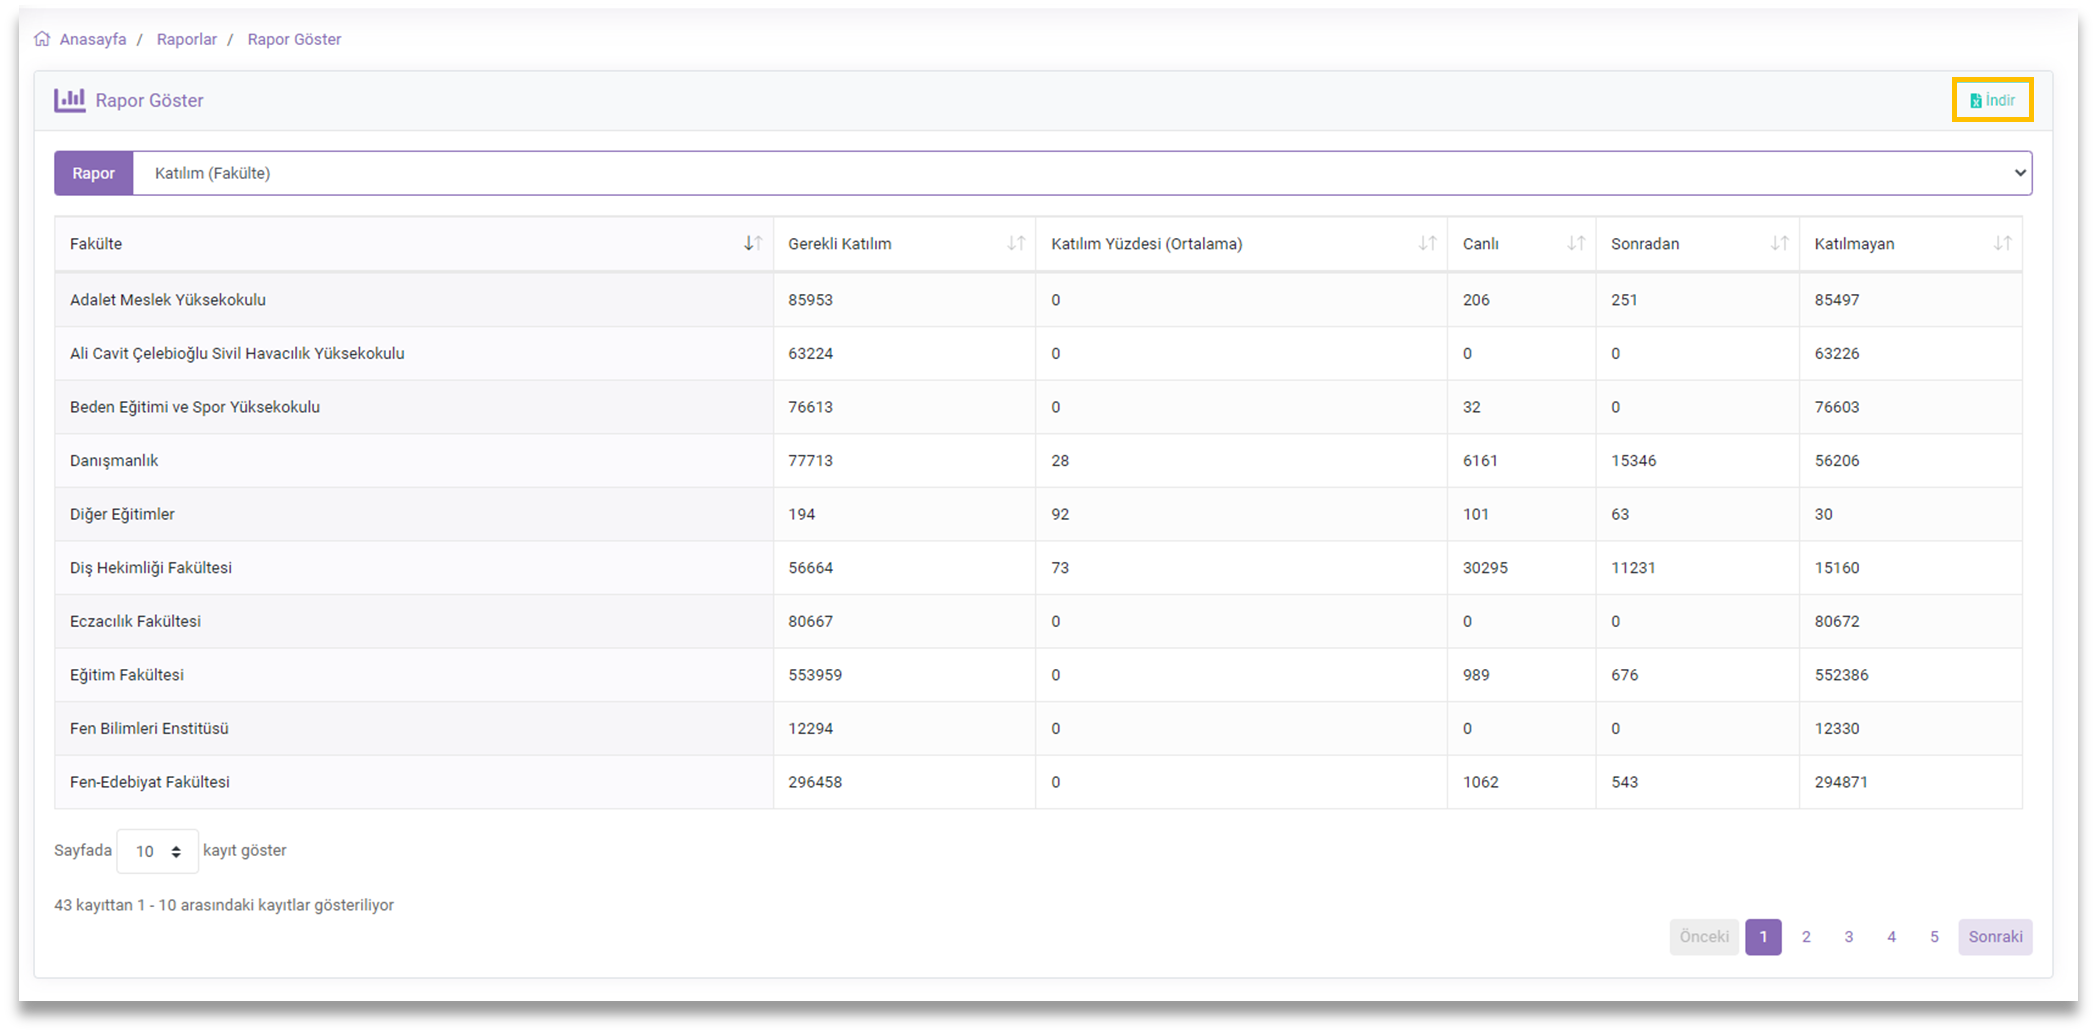 Anasayfa / Raporlar / Rapor Göster
Rapor Göster
İndir
Rapor Katılım (Fakülte)
Fakülte Gerekli Katılım Katılım Yüzdesi (Ortalama) Canlı Sonradan Katılmayan
Adalet Meslek Yüksekokulu 85953 0 206 251 85497
Ali Cavit Çelebioğlu Sivil Havacılık Yüksekokulu 63224 0 0 0 63226
Beden Eğitimi ve Spor Yüksekokulu 76613 0 32 0 76603
Danışmanlık 77713 28 6161 15346 56206
Diğer Eğitimler 194 92 101 63 30
Diş Hekimliği Fakültesi 56664 73 30295 11231 15160
Eczacılık Fakültesi 80667 0 0 0 80672
Eğitim Fakültesi 553959 0 989 676 552386
Fen Bilimleri Enstitüsü 12294 0 0 0 12330
Fen-Edebiyat Fakültesi 296458 0 1062 543 294871
Sayfada 10 kayıt göster
43 kayıttan 1 - 10 arasındaki kayıtlar gösteriliyor
Önceki 1 2 3 4 5 Sonraki